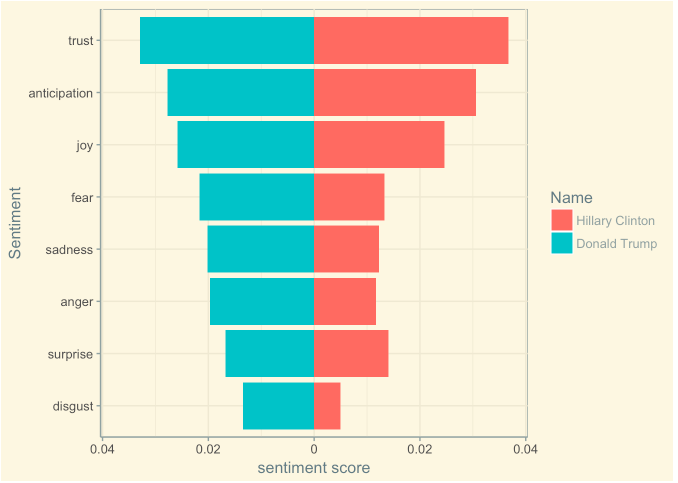 trust
anticipation
joy
fear
sadness
anger
surprise
disgust
Sentiment
0.04 0.02 0 0.02 0.04
sentiment score
Name
Hillary Clinton
Donald Trump